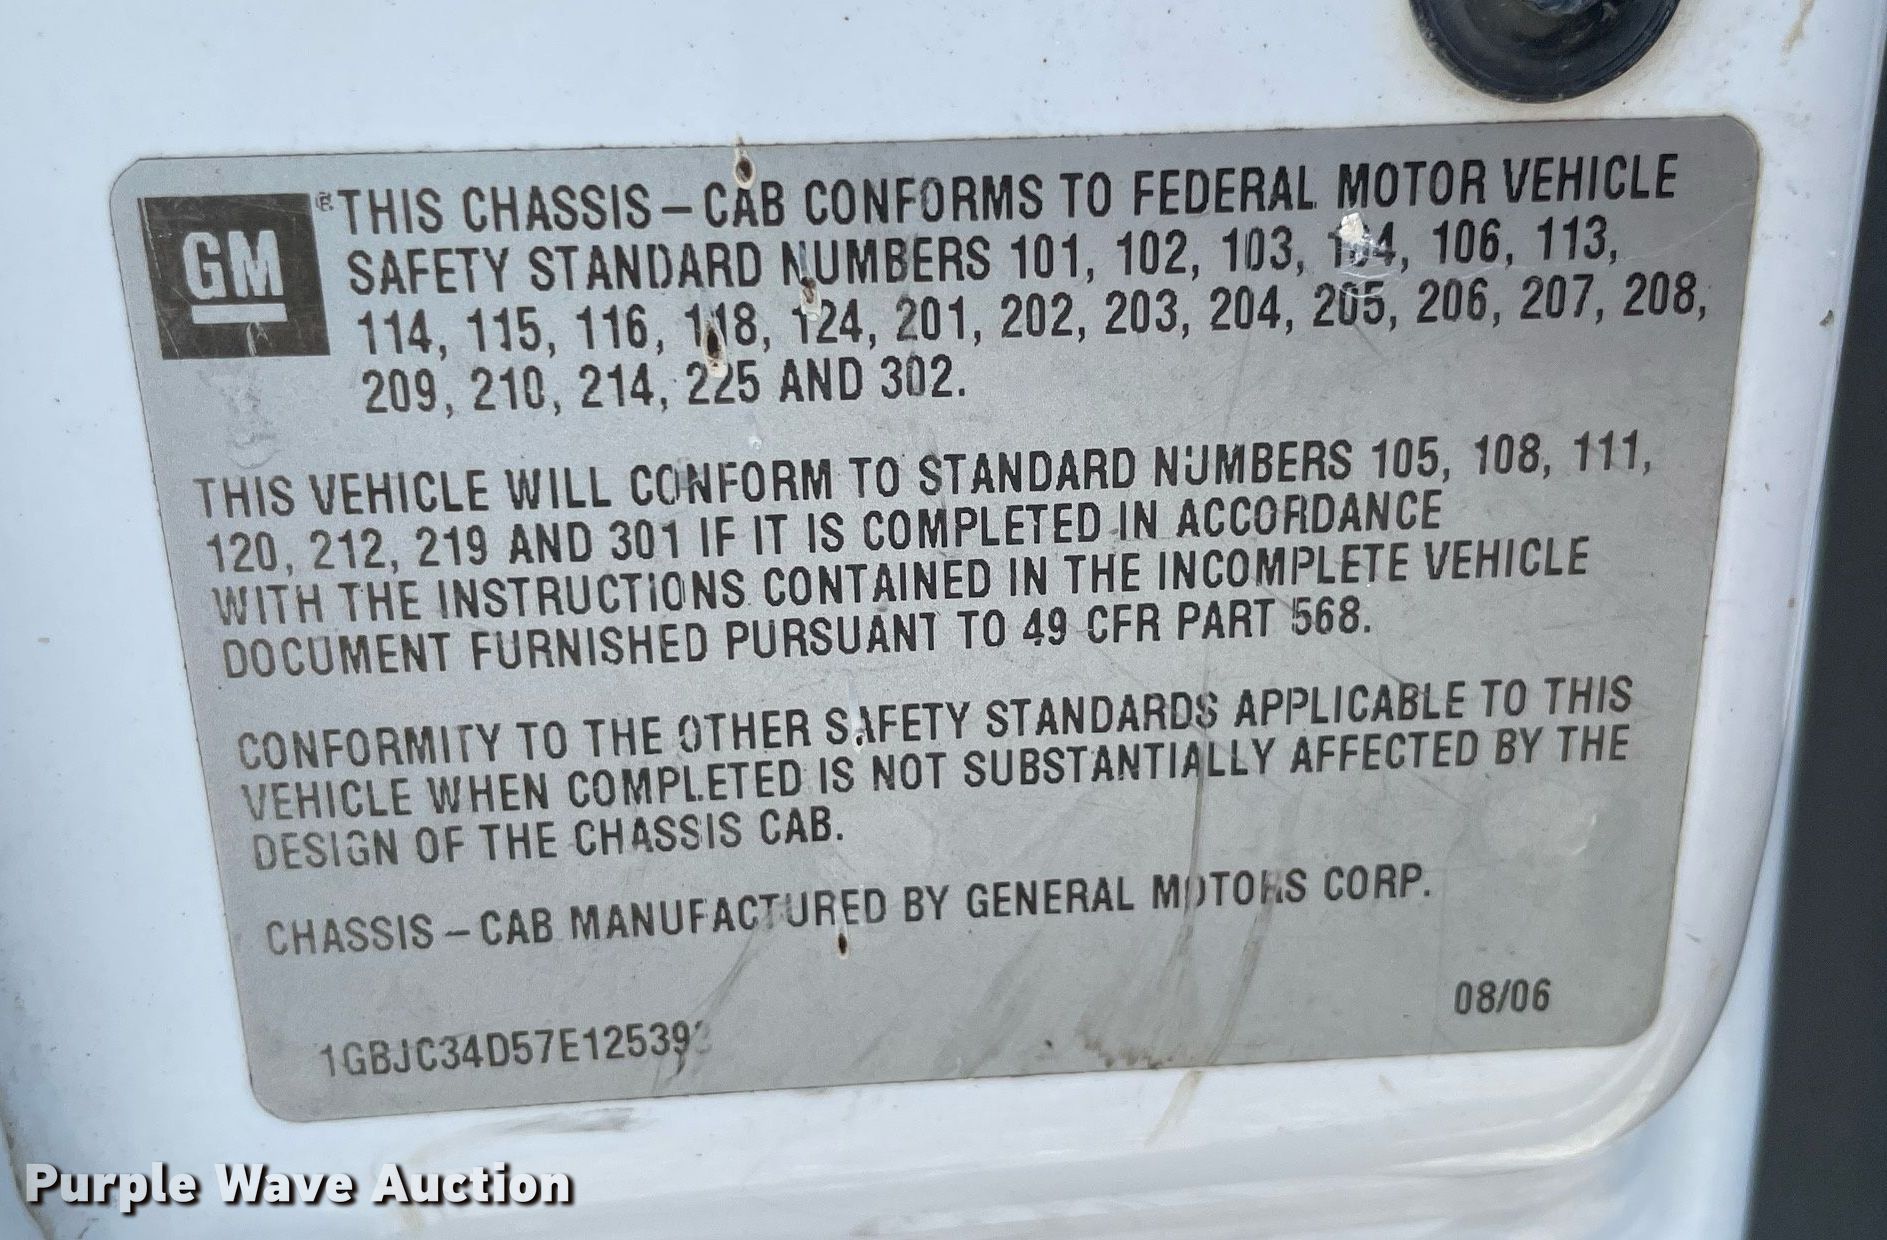 GM
®THIS CHASSIS – CAB CONFORMS TO FEDERAL MOTOR VEHICLE
SAFETY STANDARD NUMBERS 101, 102, 103, 104, 106, 113,
114, 115, 116, 118, 124, 201, 202, 203, 204, 205, 206, 207, 208,
209, 210, 214, 225 AND 302.
THIS VEHICLE WILL CONFORM TO STANDARD NUMBERS 105, 108, 111,
120, 212, 219 AND 301 IF IT IS COMPLETED IN ACCORDANCE
WITH THE INSTRUCTIONS CONTAINED IN THE INCOMPLETE VEHICLE
DOCUMENT FURNISHED PURSUANT TO 49 CFR PART 568.
CONFORMITY TO THE OTHER SAFETY STANDARDS APPLICABLE TO THIS
VEHICLE WHEN COMPLETED IS NOT SUBSTANTIALLY AFFECTED BY THE
DESIGN OF THE CHASSIS CAB.
CHASSIS – CAB MANUFACTURED BY GENERAL MOTORS CORP.
08/06
Purple Wave Auction